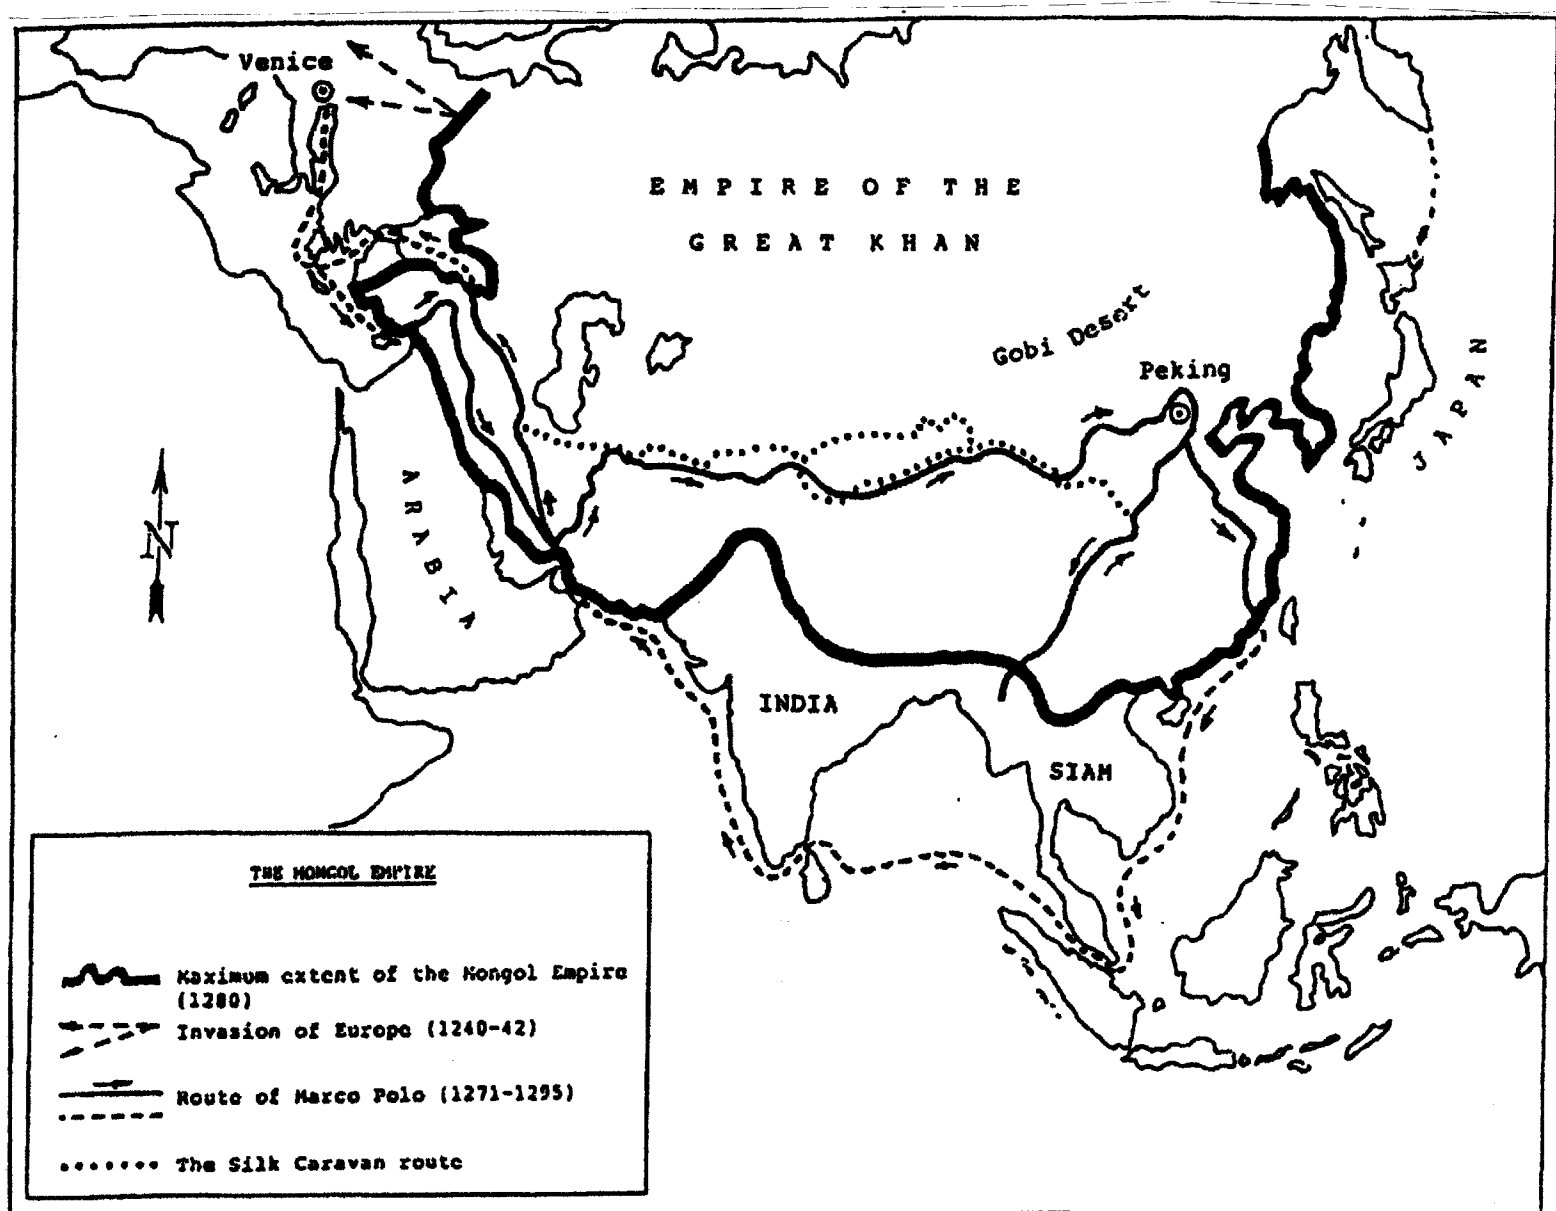 Venice
EMPIRE OF THE
GREAT KHAN
Gobi Desert
Peking
JAPAN
ARABIA
N
INDIA
SIAM
THE MONGOL EMPIRE
Maximum extent of the Mongol Empire
(1280)
Invasion of Europe (1240-42)
Route of Marco Polo (1271-1295)
The Silk Caravan route